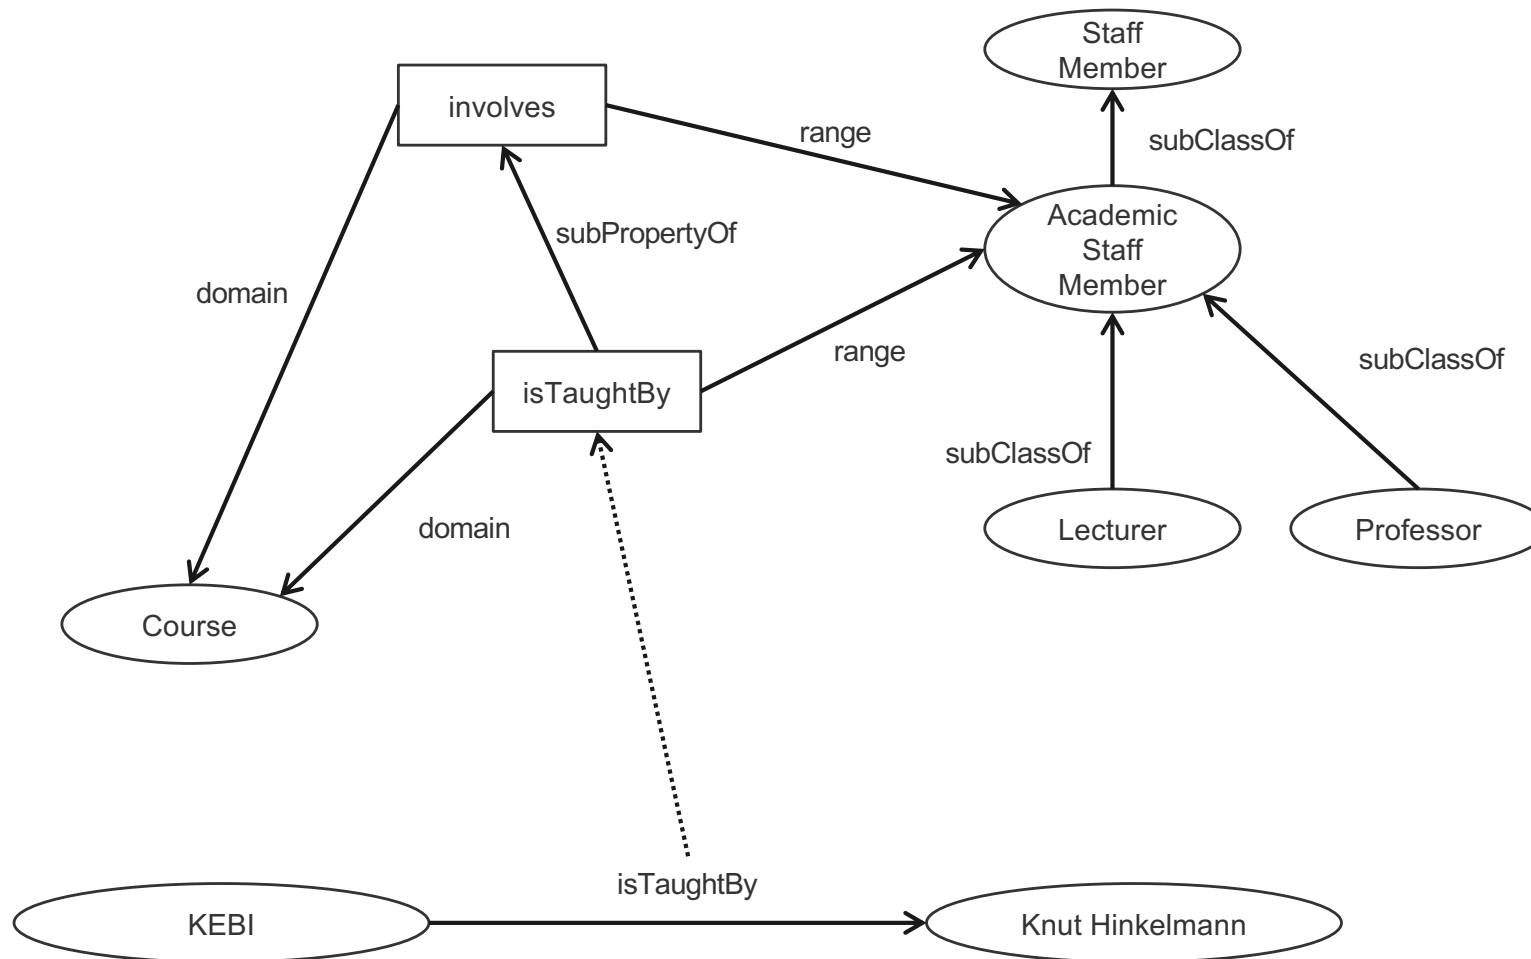 Staff
Member
involves
range
subClassOf
Academic
Staff
Member
subPropertyOf
domain
range
subClassOf
isTaughtBy
subClassOf
domain
Lecturer
Professor
Course
isTaughtBy
KEBI
Knut Hinkelmann